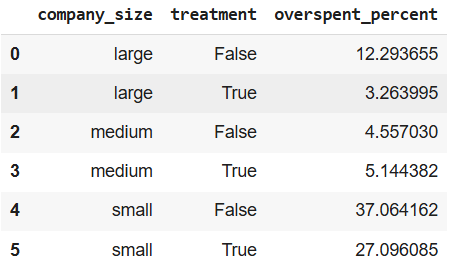 company_size treatment overspent_percent
0 large False 12.293655
1 large True 3.263995
2 medium False 4.557030
3 medium True 5.144382
4 small False 37.064162
5 small True 27.096085